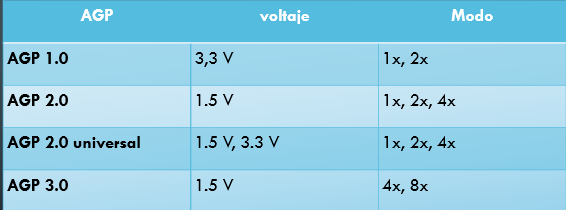 AGP voltaje Modo
AGP 1.0 3,3 V 1x, 2x
AGP 2.0 1.5 V 1x, 2x, 4x
AGP 2.0 universal 1.5 V, 3.3 V 1x, 2x, 4x
AGP 3.0 1.5 V 4x, 8x